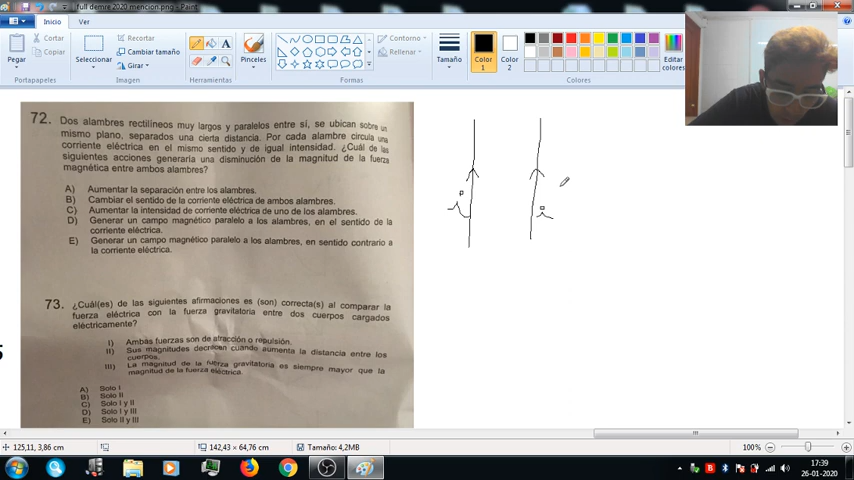 full demre 2020 mencion.png - Paint
Inicio
Ver
Pegar
Cortar
Copiar
Portapapeles
Seleccionar
Recortar
Cambiar tamaño
Girar
Imagen
A
Herramientas
Pinceles
Contorno
Rellenar
Formas
Tamaño
Color
1
Color
2
Editar
colores
Colores
72. Dos alambres rectilíneos muy largos y paralelos entre sí, se ubican sobre un
mismo plano, separados una cierta distancia. Por cada alambre circula una
corriente eléctrica en el mismo sentido y de igual intensidad. ¿Cuál de las
siguientes acciones generaría una disminución de la magnitud de la fuerza
magnética entre ambos alambres?
A) Aumentar la separación entre los alambres.
B) Cambiar el sentido de la corriente eléctrica de ambos alambres.
C) Aumentar la intensidad de corriente eléctrica de uno de los alambres.
D) Generar un campo magnético paralelo a los alambres, en el sentido de la
corriente eléctrica.
E) Generar un campo magnético paralelo a los alambres, en sentido contrario a
la corriente eléctrica.
i
i
73. ¿Cuál(es) de las siguientes afirmaciones es (son) correcta(s) al comparar la
fuerza eléctrica con la fuerza gravitatoria entre dos cuerpos cargados
eléctricamente?
I) Ambas fuerzas son de atracción o repulsión.
II) Sus magnitudes decrecen cuando aumenta la distancia entre los
cuerpos.
III) La magnitud de la fuerza gravitatoria es siempre mayor que la
magnitud de la fuerza eléctrica.
A) Solo I
B) Solo II
C) Solo I y II
D) Solo I y III
E) Solo II y III
125,11, 3,86 cm
142,43 × 64,76 cm
Tamaño: 4,2MB
100%
17:39
26-01-2020